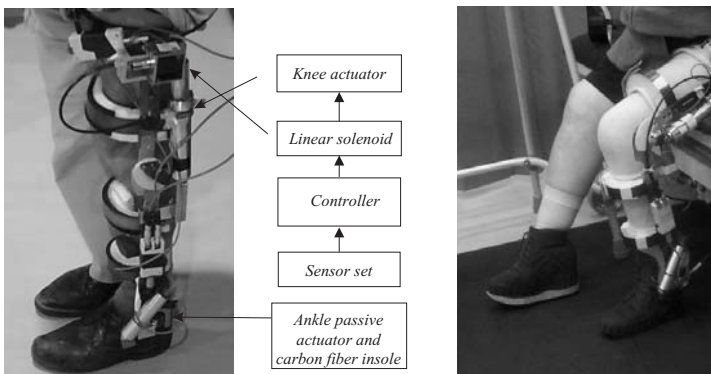 Knee actuator
Linear solenoid
Controller
Sensor set
Ankle passive
actuator and
carbon fiber insole